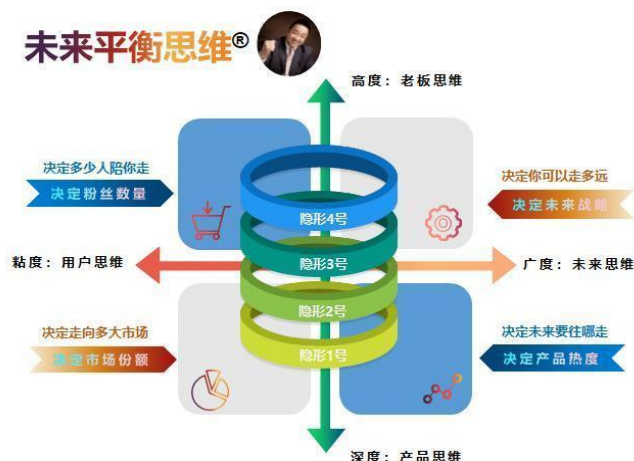 未来平衡思维®
高度：老板思维
决定多少人陪你走
决定粉丝数量
决定你可以走多远
决定未来战略
隐形4号
隐形3号
粘度：用户思维
广度：未来思维
隐形2号
决定走向多大市场
决定市场份额
决定未来要往哪走
决定产品热度
隐形1号
深度：产品思维